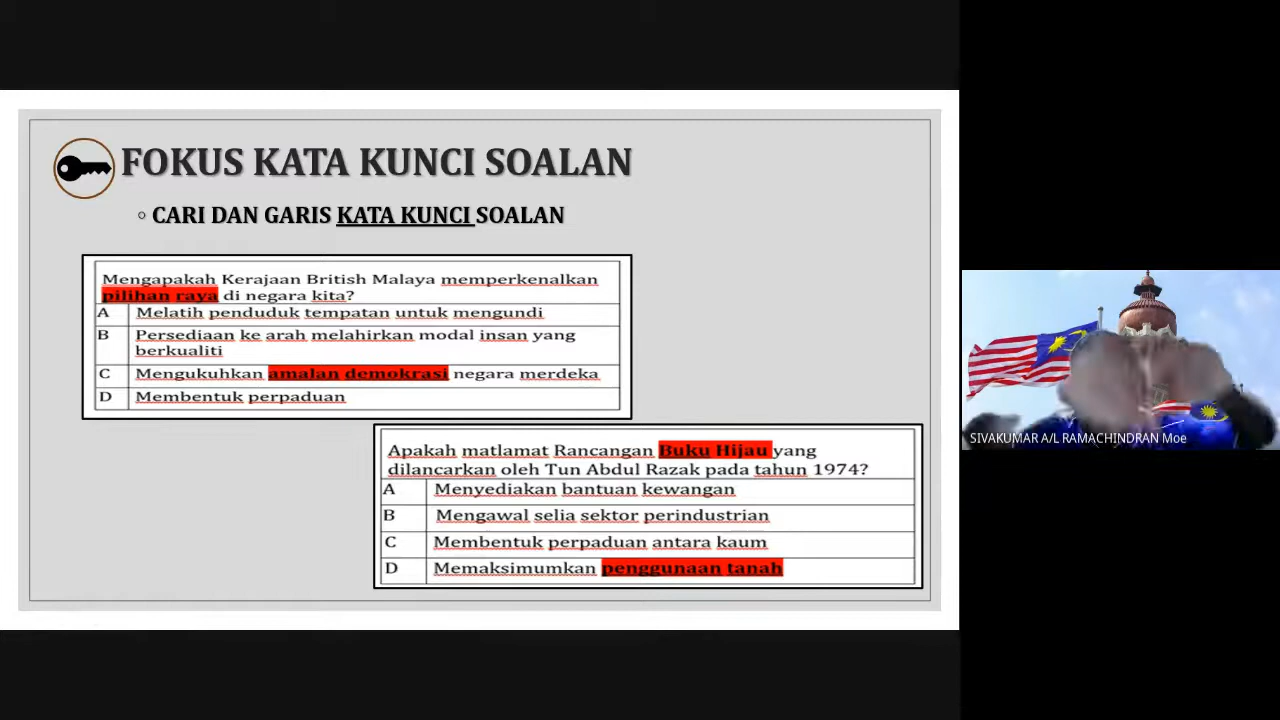 FOKUS KATA KUNCI SOALAN
◦ CARI DAN GARIS KATA KUNCI SOALAN
Mengapakah Kerajaan British Malaya memperkenalkan
pilihan raya di negara kita?
A Melatih penduduk tempatan untuk mengundi
B Persediaan ke arah melahirkan modal insan yang
berkualiti
C Mengukuhkan amalan demokrasi negara merdeka
D Membentuk perpaduan
Apakah matlamat Rancangan Buku Hijau yang
dilancarkan oleh Tun Abdul Razak pada tahun 1974?
A Menyediakan bantuan kewangan
B Mengawal selia sektor perindustrian
C Membentuk perpaduan antara kaum
D Memaksimumkan penggunaan tanah
SIVAKUMAR A/L RAMACHINDRAN Moe